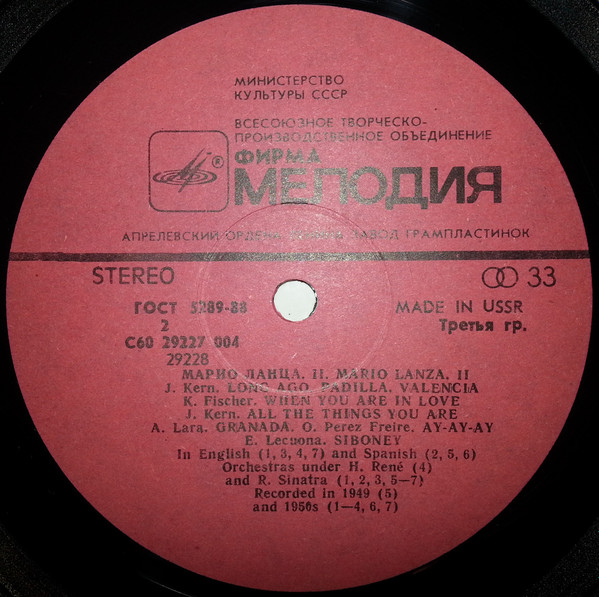 МИНИСТЕРСТВО
КУЛЬТУРЫ СССР
ВСЕСОЮЗНОЕ ТВОРЧЕСКО-
ПРОИЗВОДСТВЕННОЕ ОБЪЕДИНЕНИЕ
®
ФИРМА
МЕЛОДИЯ
АПРЕЛЕВСКИЙ ОРДЕНА ЗАВОД ГРАМПЛАСТИНОК
STEREO 33
ГОСТ 5289-88 MADE IN USSR
2 Третья гр.
С60 29227 004
29228
МАРИО ЛАНЦА. II. MARIO LANZA. II
J. Kern. LONG AGO. PADILLA. VALENCIA
K. Fischer. WHEN YOU ARE IN LOVE
J. Kern. ALL THE THINGS YOU ARE
A. Lara. GRANADA. O. Perez Freire. AY-AY-AY
E. Lecuona. SIBONEY
In English (1, 3, 4, 7) and Spanish (2, 5, 6)
Orchestras under H. René (4)
and R. Sinatra (1, 2, 3, 5—7)
Recorded in 1949 (5)
and 1950s (1—4, 6, 7)